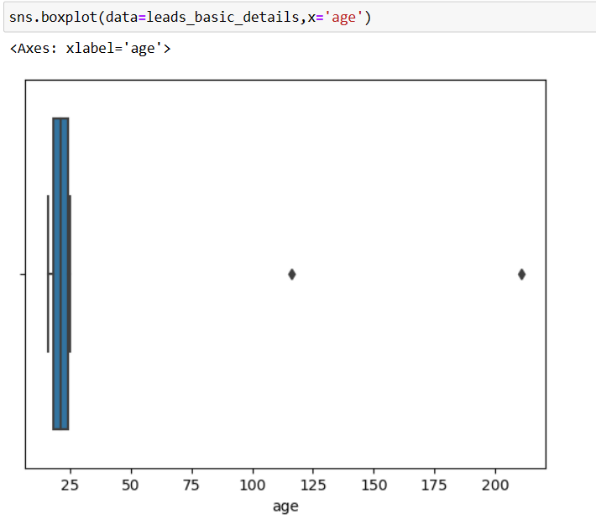 sns.boxplot(data=leads_basic_details,x='age')
<Axes: xlabel='age'>
25 50 75 100 125 150 175 200
age